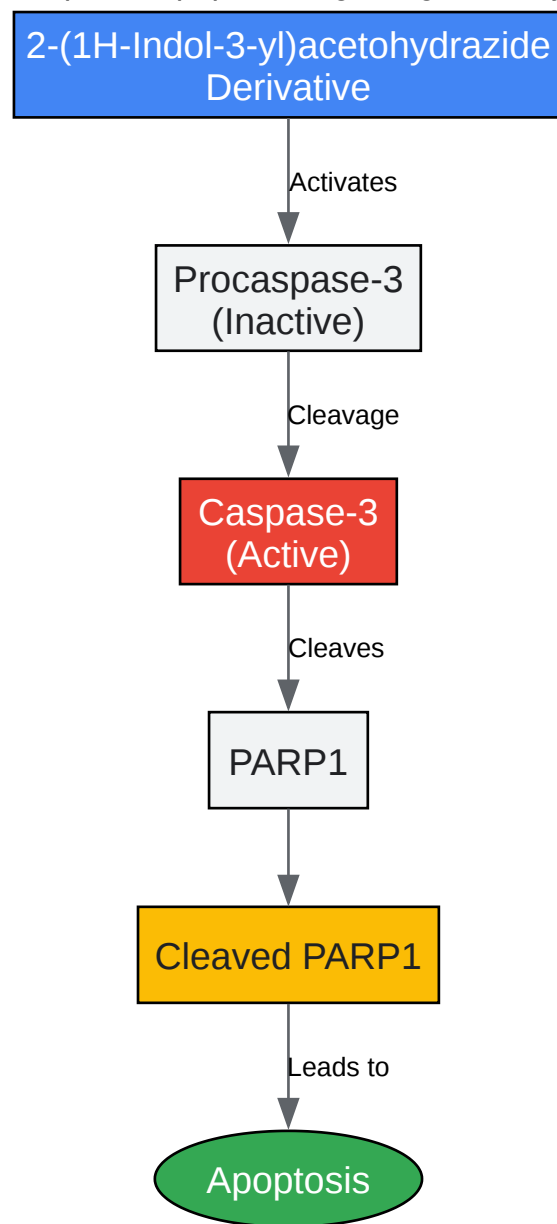 2-(1H-Indol-3-yl)acetohydrazide
Derivative
Activates
Procaspase-3
(Inactive)
Cleavage
Caspase-3
(Active)
Cleaves
PARP1
Cleaved PARP1
Leads to
Apoptosis